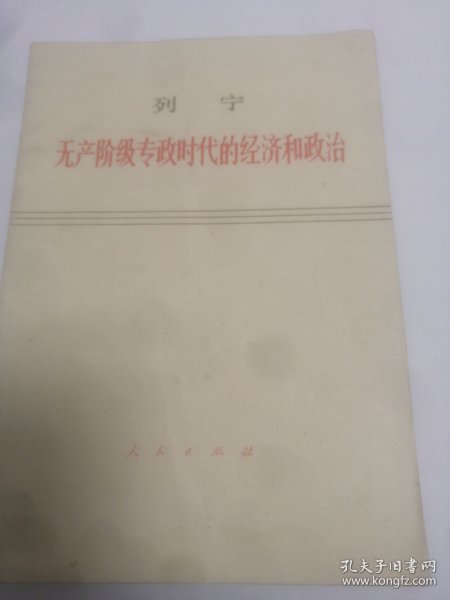 列 宁
无产阶级专政时代的经济和政治
人民出版社
孔夫子旧书网
www.kongfz.com